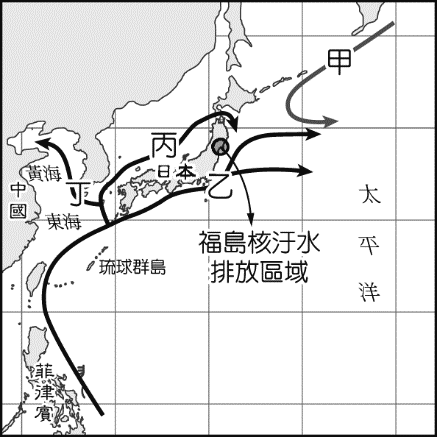 甲
丙
日本
乙
丁
黃海
中國
東海
福島核汙水
排放區域
太平洋
琉球群島
菲律賓